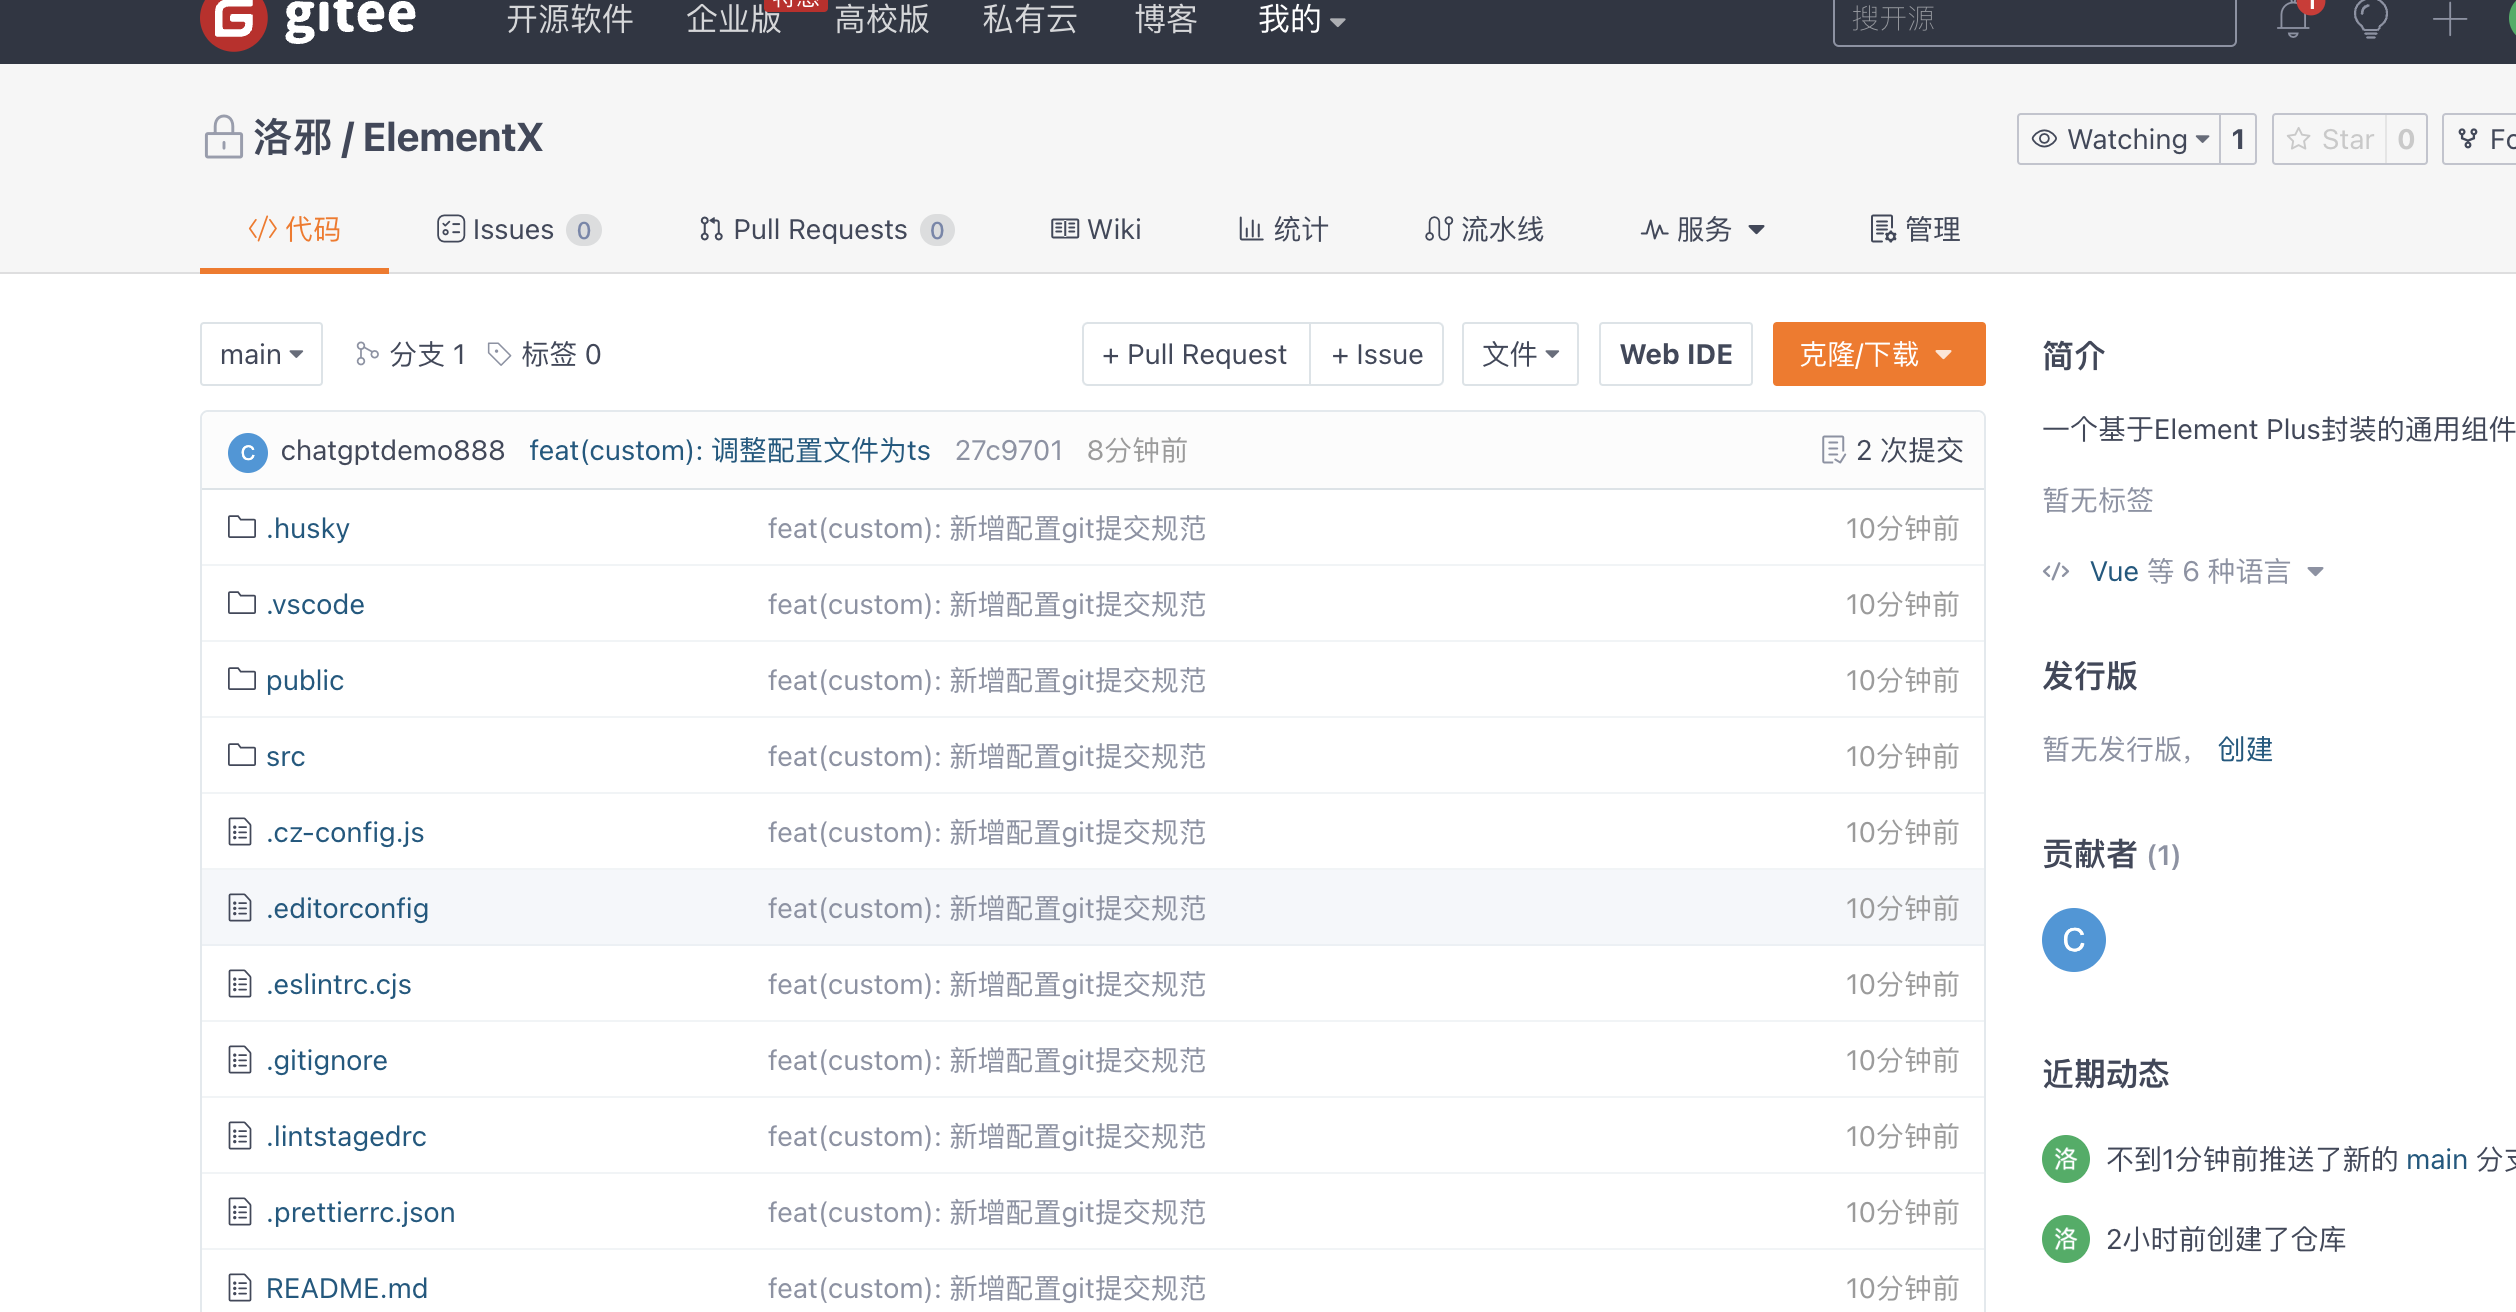 gitee 开源软件 企业版 特惠 高校版 私有云 博客 我的 搜开源 1
洛邪 / ElementX Watching 1 Star 0
代码 Issues 0 Pull Requests 0 Wiki 统计 流水线 服务 管理
main 分支 1 标签 0 + Pull Request + Issue 文件 Web IDE 克隆/下载
C chatgptdemo888 feat(custom): 调整配置文件为ts 27c9701 8分钟前 2 次提交
.husky feat(custom): 新增配置git提交规范 10分钟前
.vscode feat(custom): 新增配置git提交规范 10分钟前
public feat(custom): 新增配置git提交规范 10分钟前
src feat(custom): 新增配置git提交规范 10分钟前
.cz-config.js feat(custom): 新增配置git提交规范 10分钟前
.editorconfig feat(custom): 新增配置git提交规范 10分钟前
.eslintrc.cjs feat(custom): 新增配置git提交规范 10分钟前
.gitignore feat(custom): 新增配置git提交规范 10分钟前
.lintstagedrc feat(custom): 新增配置git提交规范 10分钟前
.prettierrc.json feat(custom): 新增配置git提交规范 10分钟前
README.md feat(custom): 新增配置git提交规范 10分钟前
简介
一个基于Element Plus封装的通用组件
暂无标签
Vue 等 6 种语言
发行版
暂无发行版， 创建
贡献者 (1)
C
近期动态
洛 不到1分钟前推送了新的 main 分
洛 2小时前创建了仓库